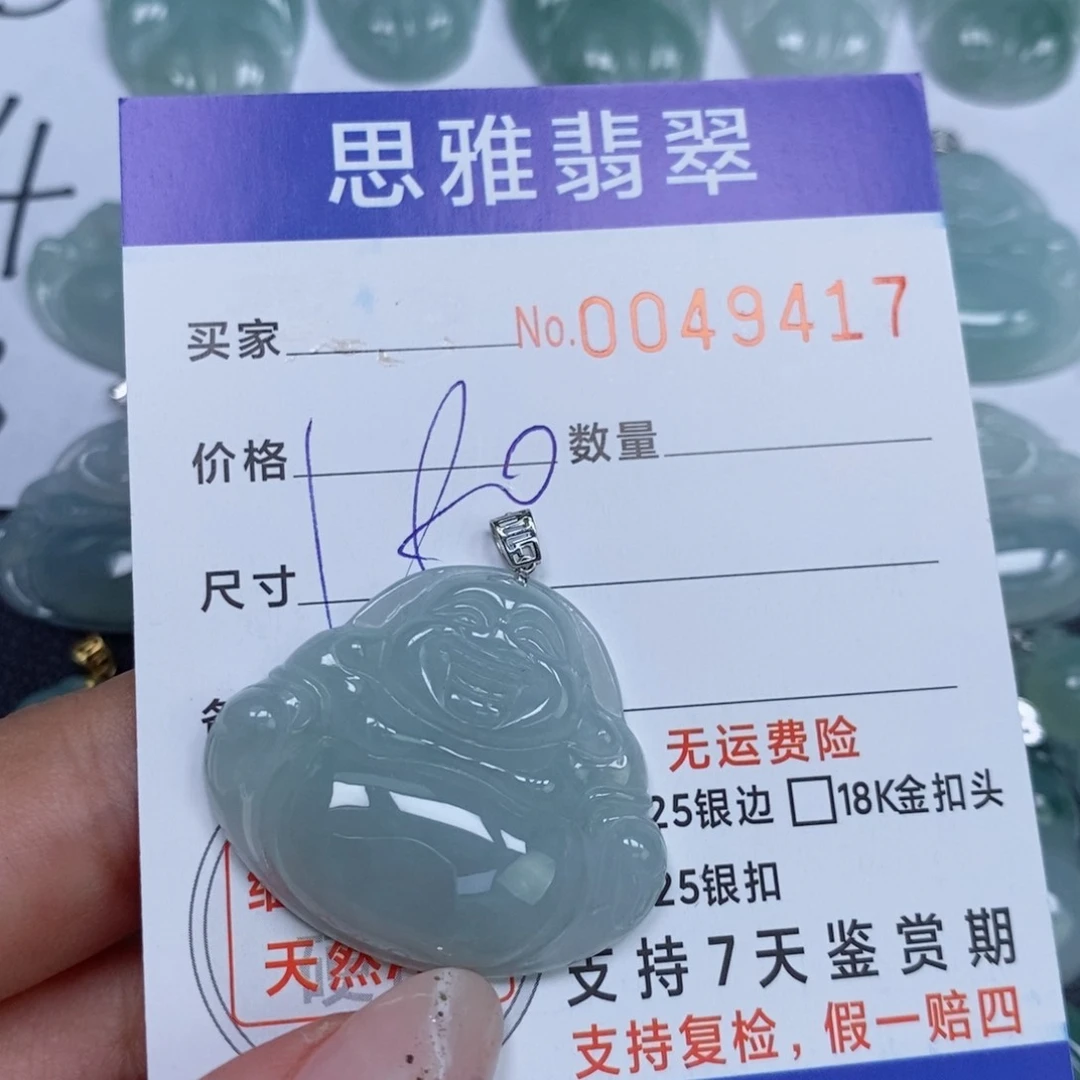 思雅翡翠
买家 No.0049417
价格 数量
尺寸
无运费险
25银边 □18K金扣头
25银扣
天然
支持7天鉴赏期
支持复检，假一赔四